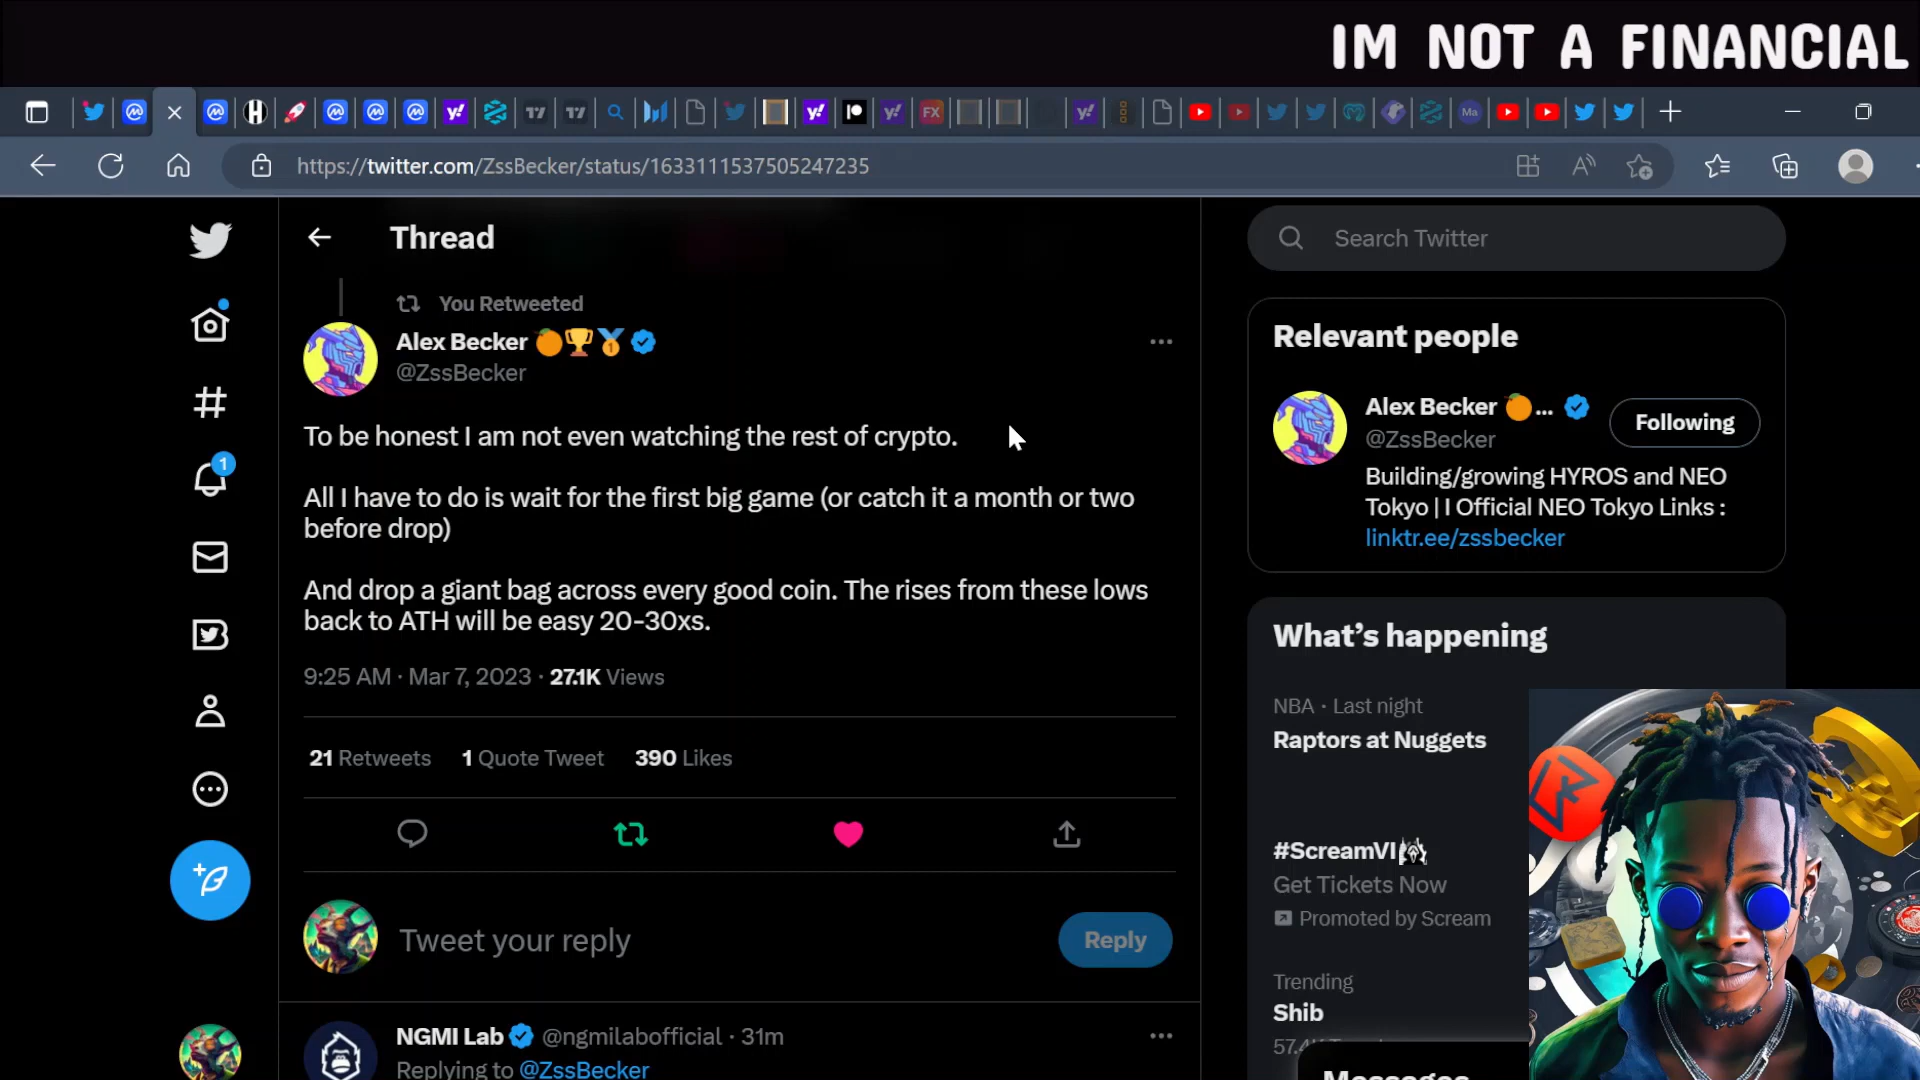 IM NOT A FINANCIAL
https://twitter.com/ZssBecker/status/1633111537505247235
Thread
Search Twitter
You Retweeted
Alex Becker
@ZssBecker
To be honest I am not even watching the rest of crypto.
All I have to do is wait for the first big game (or catch it a month or two
before drop)
And drop a giant bag across every good coin. The rises from these lows
back to ATH will be easy 20-30xs.
9:25 AM · Mar 7, 2023 · 27.1K Views
21 Retweets 1 Quote Tweet 390 Likes
Tweet your reply
Reply
NGMI Lab @ngmilabofficial · 31m
Replying to @ZssBecker
1
Relevant people
Alex Becker ...
@ZssBecker
Following
Building/growing HYROS and NEO
Tokyo | I Official NEO Tokyo Links :
linktr.ee/zssbecker
What's happening
NBA · Last night
Raptors at Nuggets
#ScreamVI
Get Tickets Now
Promoted by Scream
Trending
Shib
Messages